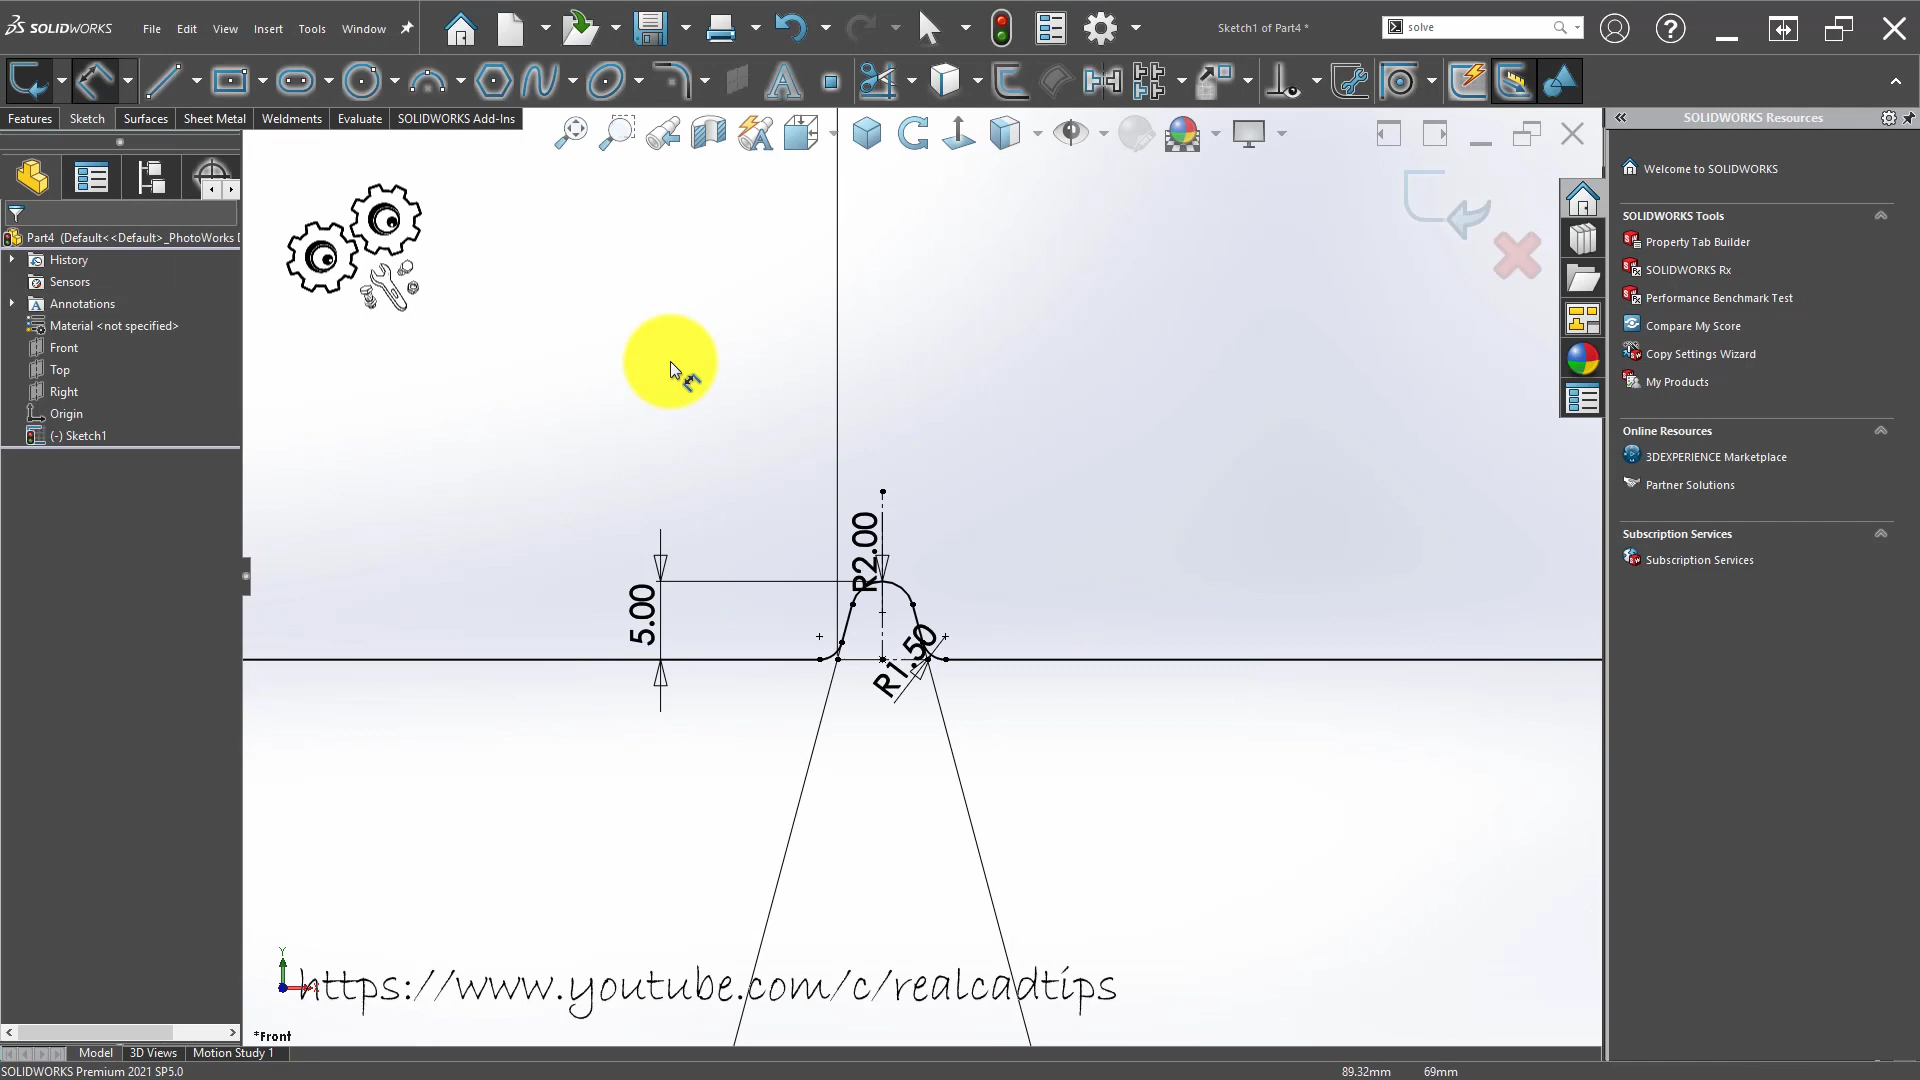 SOLIDWORKS File Edit View Insert Tools Window Sketch1 of Part4 * solve
Features Sketch Surfaces Sheet Metal Weldments Evaluate SOLIDWORKS Add-Ins
SOLIDWORKS Resources
Welcome to SOLIDWORKS
SOLIDWORKS Tools
Property Tab Builder
SOLIDWORKS Rx
Performance Benchmark Test
Compare My Score
Copy Settings Wizard
My Products
Online Resources
3DEXPERIENCE Marketplace
Partner Solutions
Subscription Services
Subscription Services
Part4 (Default<<Default>_PhotoWorks
History
Sensors
Annotations
Material <not specified>
Front
Top
Right
Origin
(-) Sketch1
R2.00
5.00
R1.50
Y
X
https://www.youtube.com/c/realcadtips
*Front
Model 3D Views Motion Study 1
SOLIDWORKS Premium 2021 SP5.0 89.32mm 69mm